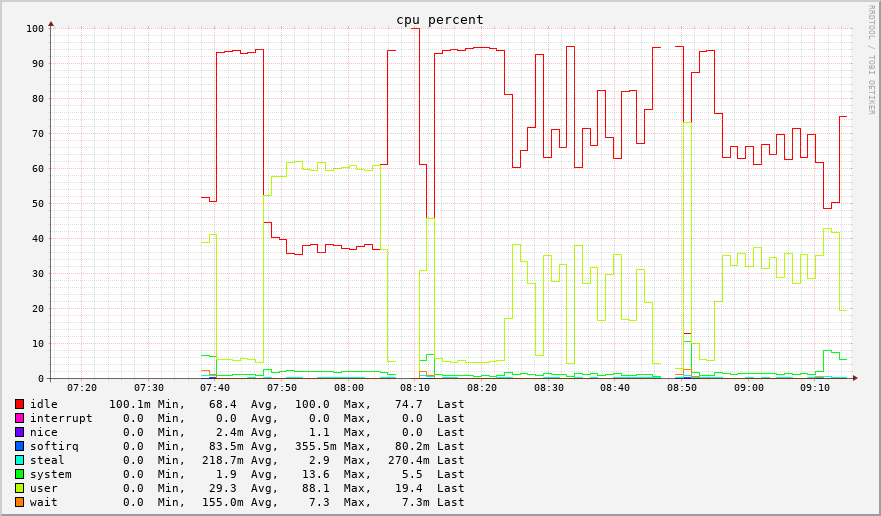 cpu percent
RRDTOOL / TOBI OETIKER
100
90
80
70
60
50
40
30
20
10
0
07:20 07:30 07:40 07:50 08:00 08:10 08:20 08:30 08:40 08:50 09:00 09:10
idle 100.1m Min, 68.4 Avg, 100.0 Max, 74.7 Last
interrupt 0.0 Min, 0.0 Avg, 0.0 Max, 0.0 Last
nice 0.0 Min, 2.4m Avg, 1.1 Max, 0.0 Last
softirq 0.0 Min, 83.5m Avg, 355.5m Max, 80.2m Last
steal 0.0 Min, 218.7m Avg, 2.9 Max, 270.4m Last
system 0.0 Min, 1.9 Avg, 13.6 Max, 5.5 Last
user 0.0 Min, 29.3 Avg, 88.1 Max, 19.4 Last
wait 0.0 Min, 155.0m Avg, 7.3 Max, 7.3m Last